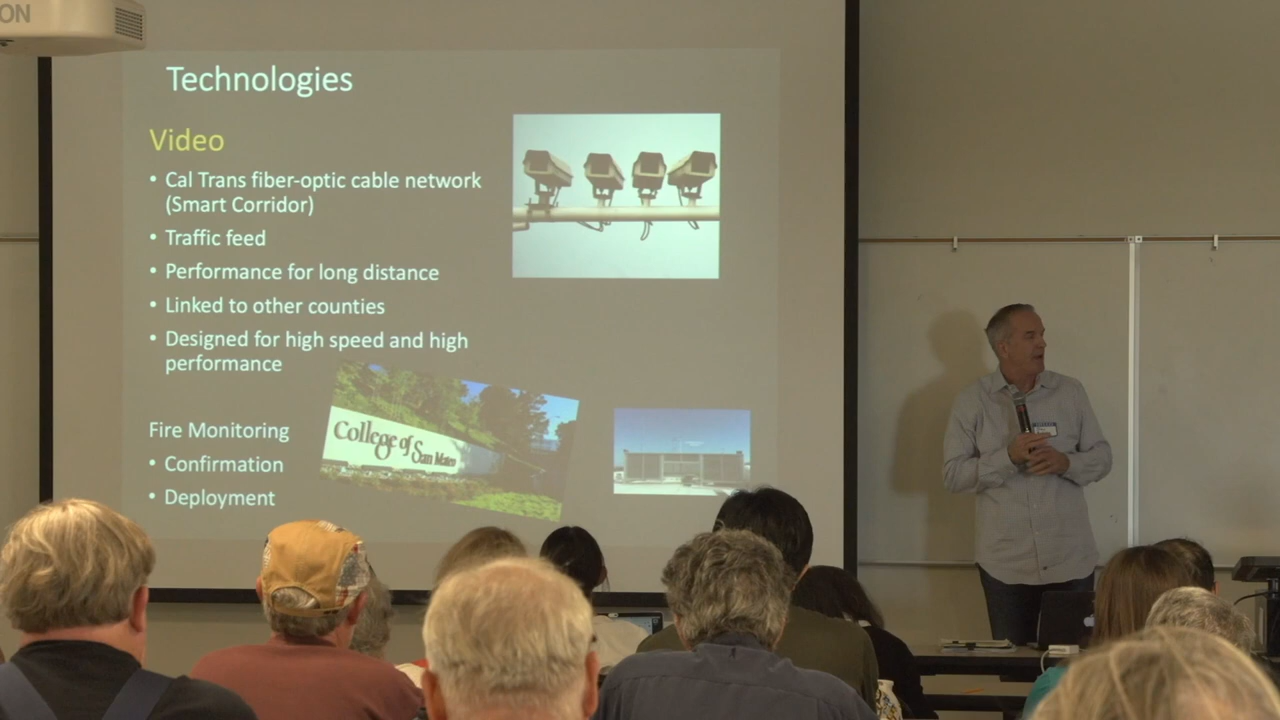 ON
Technologies
Video
• Cal Trans fiber-optic cable network
(Smart Corridor)
• Traffic feed
• Performance for long distance
• Linked to other counties
• Designed for high speed and high
performance
College of San Mateo
Fire Monitoring
• Confirmation
• Deployment